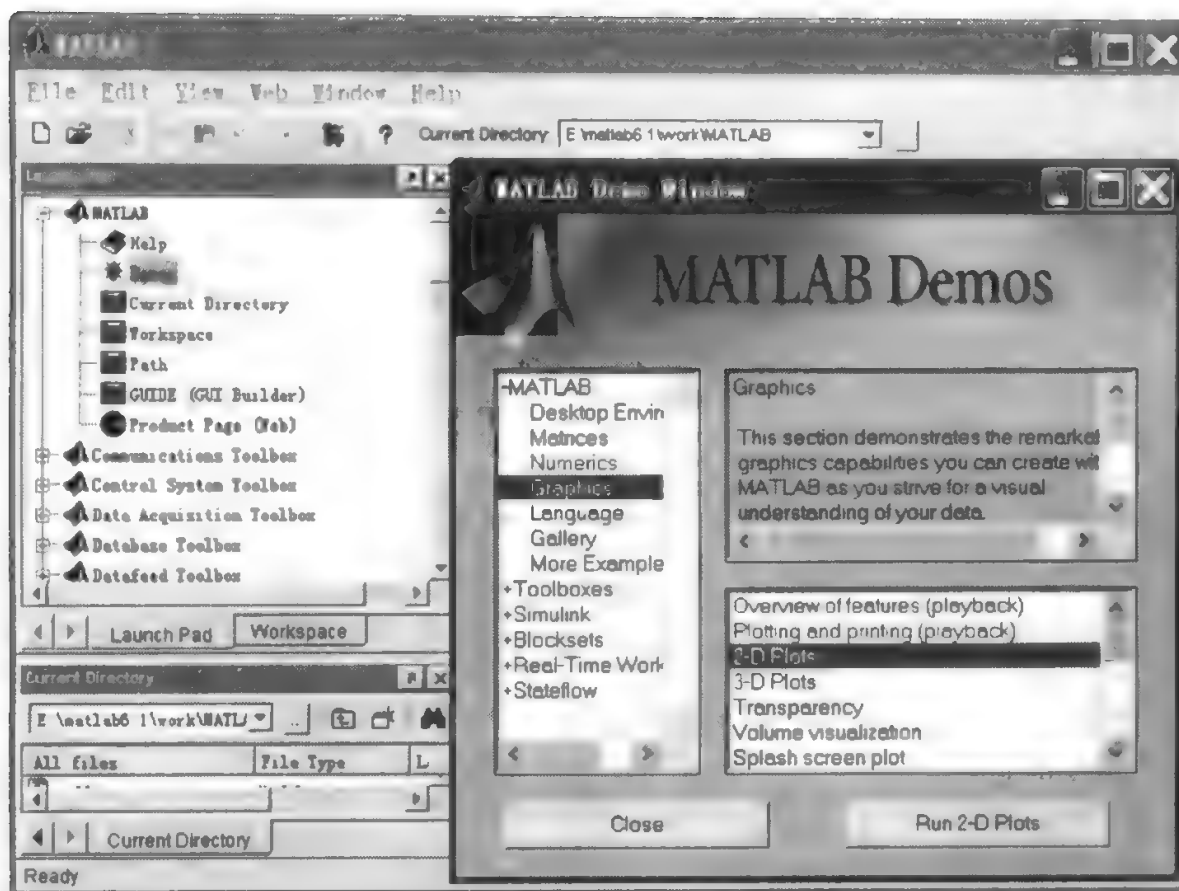 MATLAB
File Edit View Web Window Help
? Current Directory E \matlab6 1\work\MATLAB
MATLAB
Help
Current Directory
Workspace
Path
GUIDE (GUI Builder)
Product Page (Web)
Communications Toolbox
Control System Toolbox
Data Acquisition Toolbox
Database Toolbox
Datafeed Toolbox
Launch Pad Workspace
Current Directory
E \matlab6 1\work\MATL
All files File Type L
Current Directory
Ready
MATLAB Demo Window
MATLAB Demos
-MATLAB
Desktop Envir
Matrices
Numerics
Graphics
Language
Gallery
More Example
+Toolboxes
+Simulink
+Blocksets
+Real-Time Work
+Stateflow
Graphics
This section demonstrates the remarkal
graphics capabilities you can create wit
MATLAB as you strive for a visual
understanding of your data.
Overview of features (playback)
Plotting and printing (playback)
2-D Plots
3-D Plots
Transparency
Volume visualization
Splash screen plot
Close Run 2-D Plots